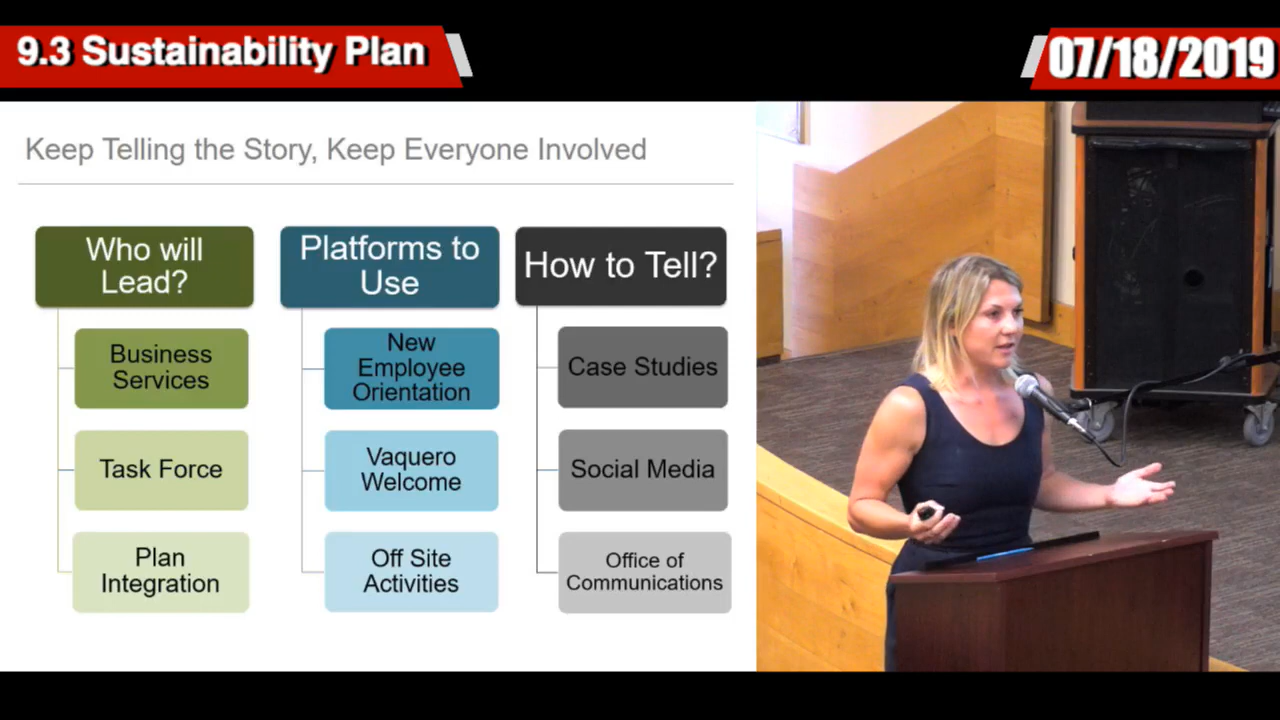 9.3 Sustainability Plan
07/18/2019
Keep Telling the Story, Keep Everyone Involved
Who will
Lead?
Business
Services
Task Force
Plan
Integration
Platforms to
Use
New
Employee
Orientation
Vaquero
Welcome
Off Site
Activities
How to Tell?
Case Studies
Social Media
Office of
Communications